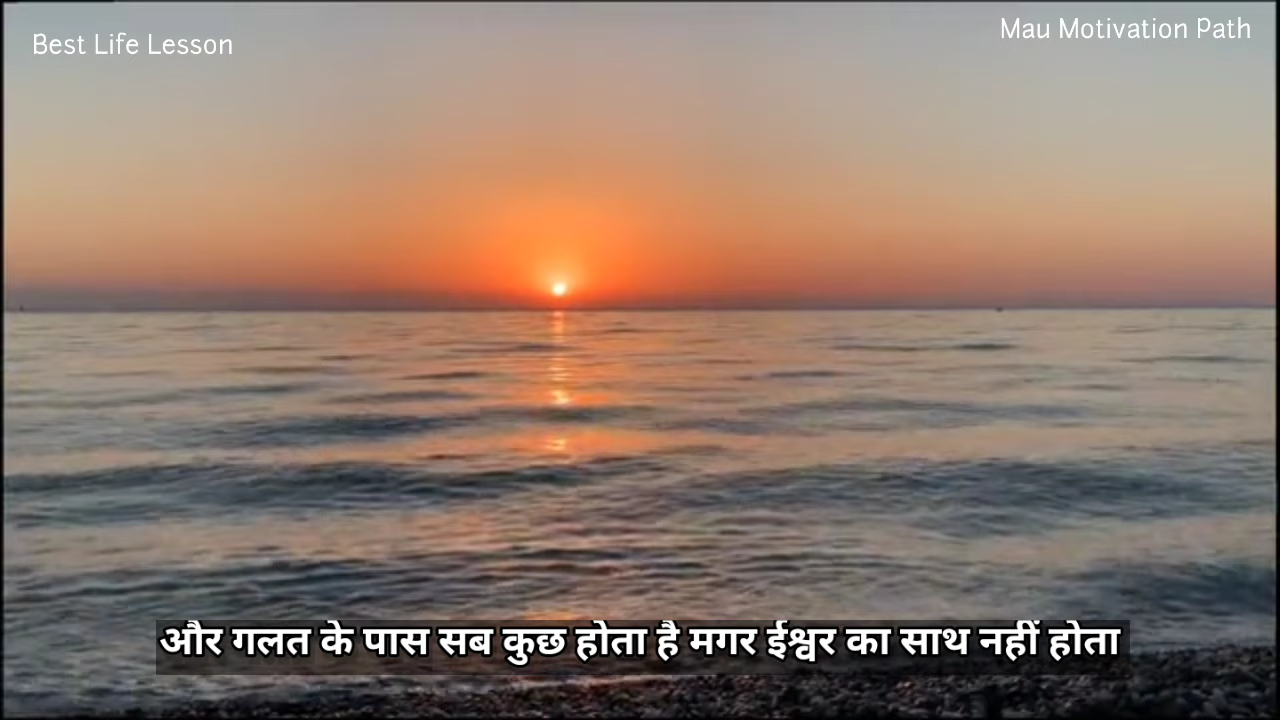 Best Life Lesson
Mau Motivation Path
और गलत के पास सब कुछ होता है मगर ईश्वर का साथ नहीं होता